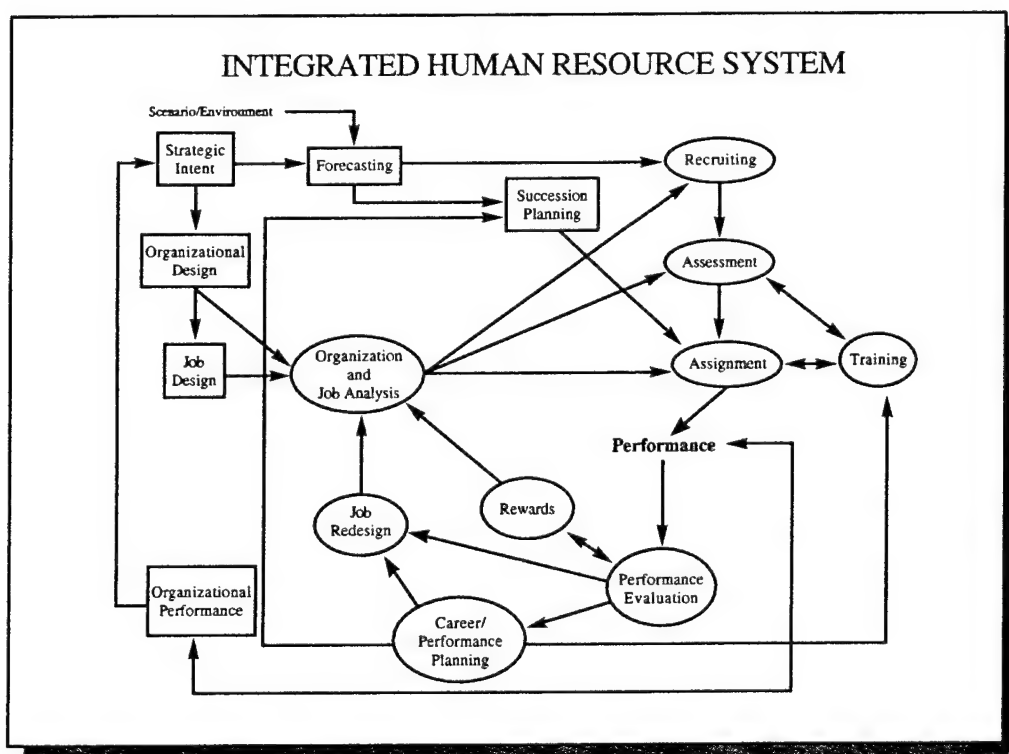 INTEGRATED HUMAN RESOURCE SYSTEM
Scenario/Environment
Strategic
Intent
Forecasting
Recruiting
Succession
Planning
Organizational
Design
Assessment
Job
Design
Organization
and
Job Analysis
Assignment
Training
Performance
Rewards
Job
Redesign
Performance
Evaluation
Organizational
Performance
Career/
Performance
Planning